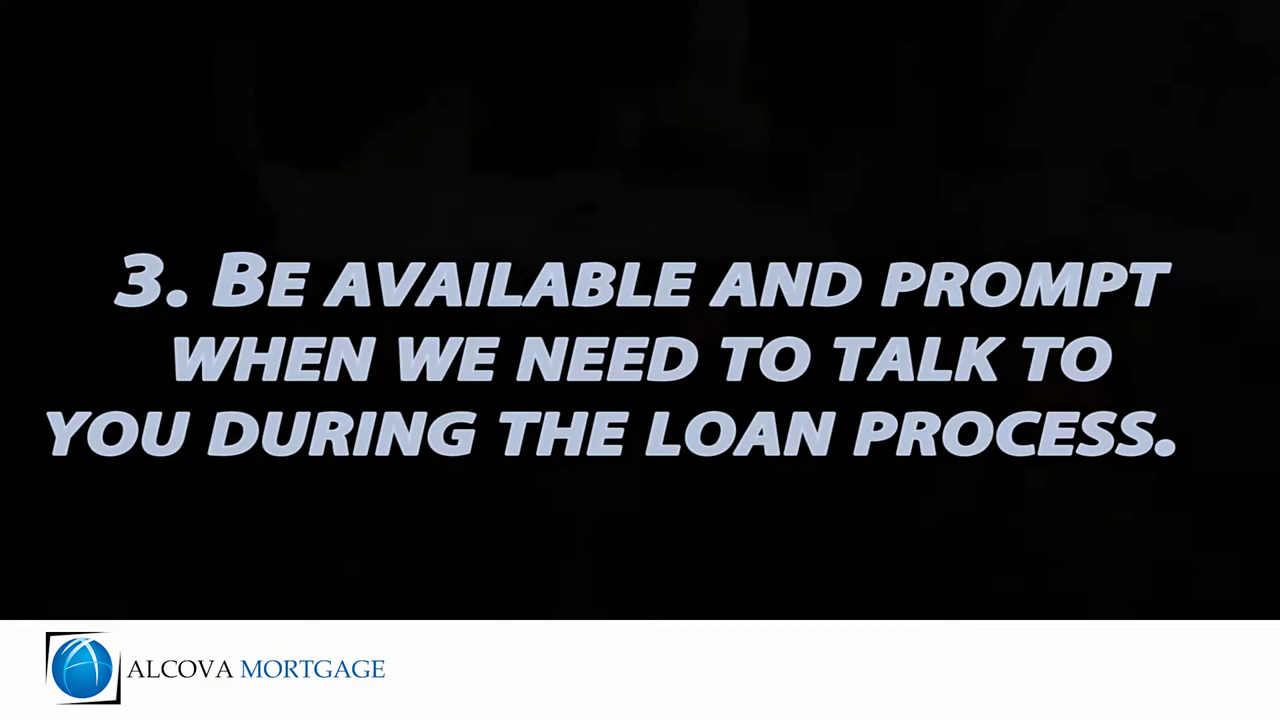 3. BE AVAILABLE AND PROMPT
WHEN WE NEED TO TALK TO
YOU DURING THE LOAN PROCESS.
ALCOVA MORTGAGE